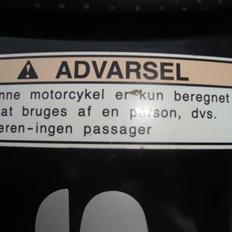 ADVARSEL
nne motorcykel er kun beregnet
at bruges af en person, dvs.
eren-ingen passager